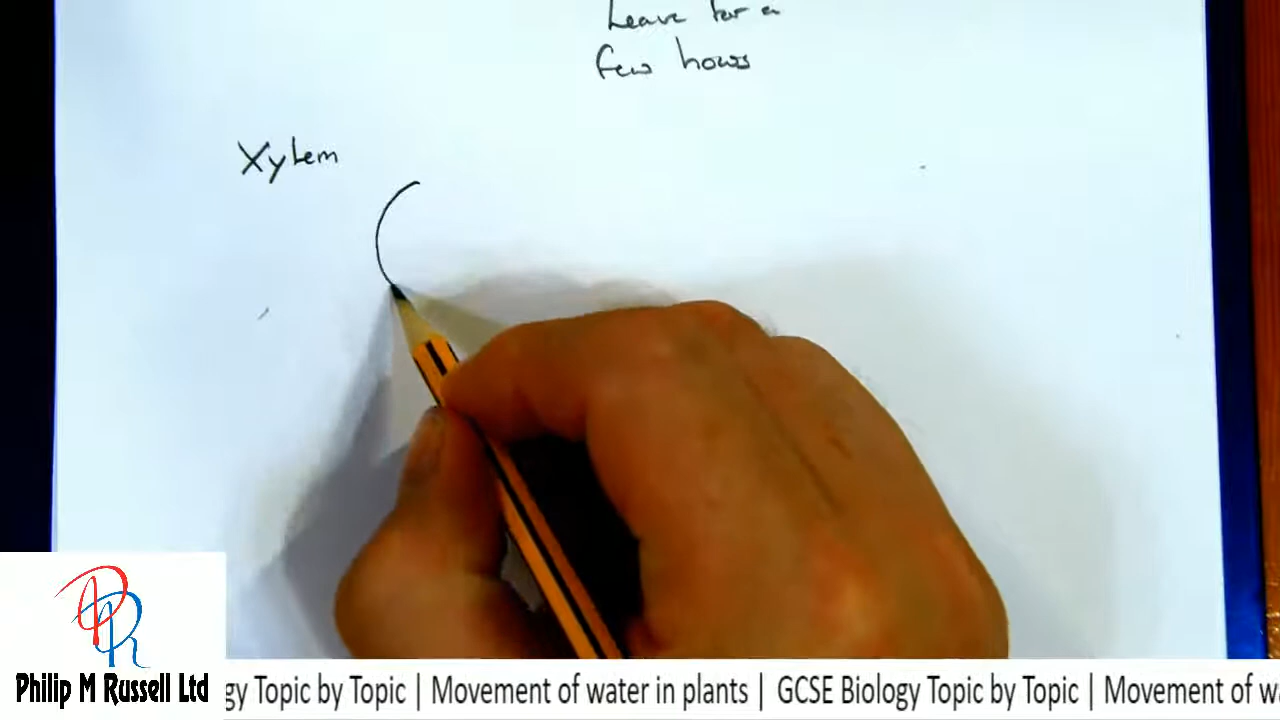 Leave for a
few hours
Xylem
Philip M Russell Ltd
gy Topic by Topic | Movement of water in plants | GCSE Biology Topic by Topic | Movement of wa